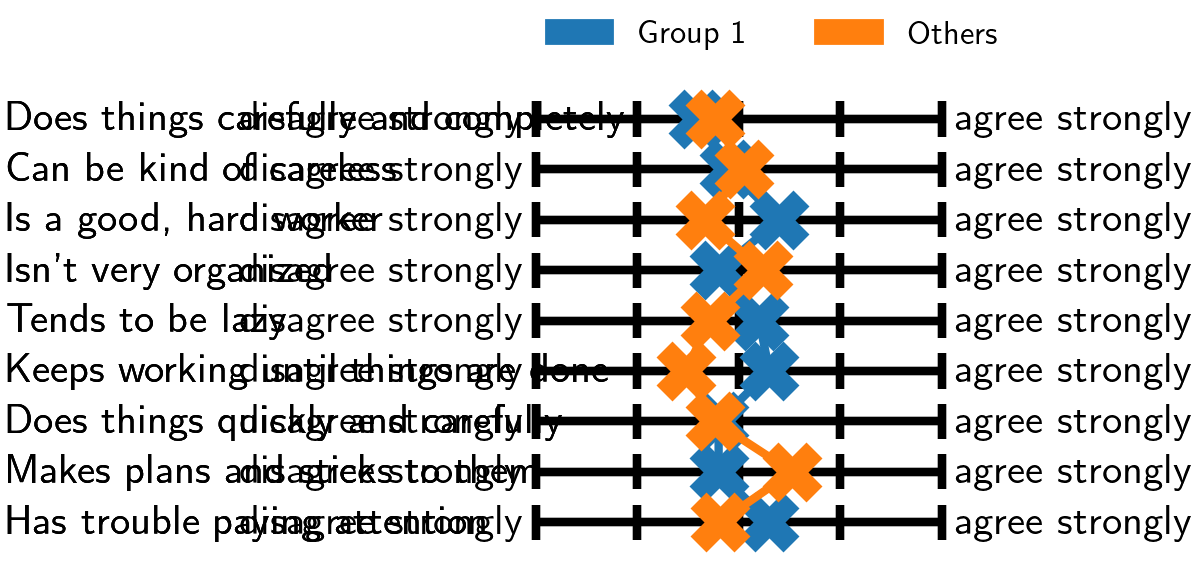 Group 1 Others
Does things carefully and completely disagree strongly agree strongly
Can be kind of careless disagree strongly agree strongly
Is a good, hard worker disagree strongly agree strongly
Isn't very organized disagree strongly agree strongly
Tends to be lazy disagree strongly agree strongly
Keeps working until things are done disagree strongly agree strongly
Does things quickly and carefully disagree strongly agree strongly
Makes plans and sticks to them disagree strongly agree strongly
Has trouble paying attention disagree strongly agree strongly